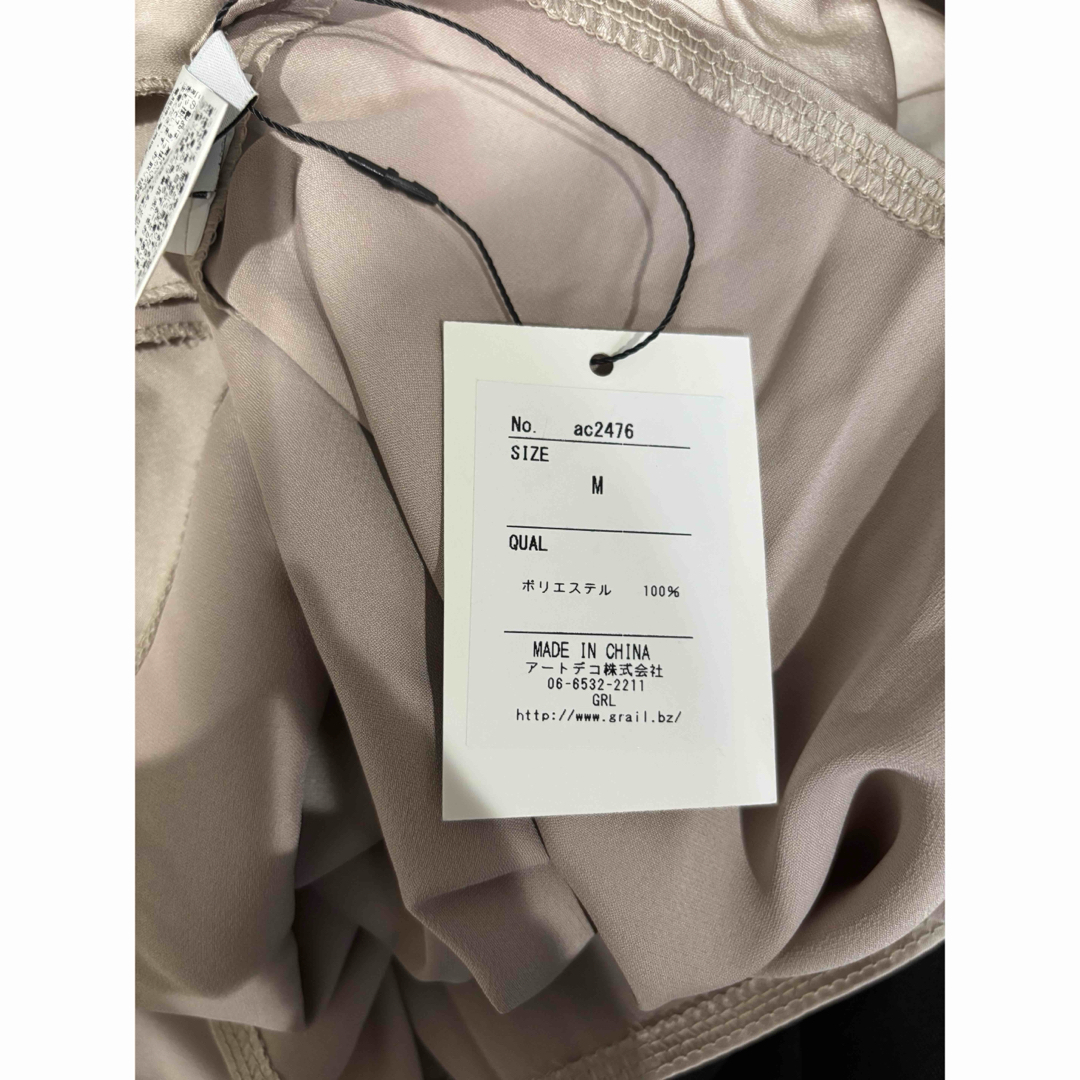 No. ac2476
SIZE
M
QUAL
ポリエステル 100%
MADE IN CHINA
アートデコ株式会社
06-6532-2211
GRL
http://www.grail.bz/